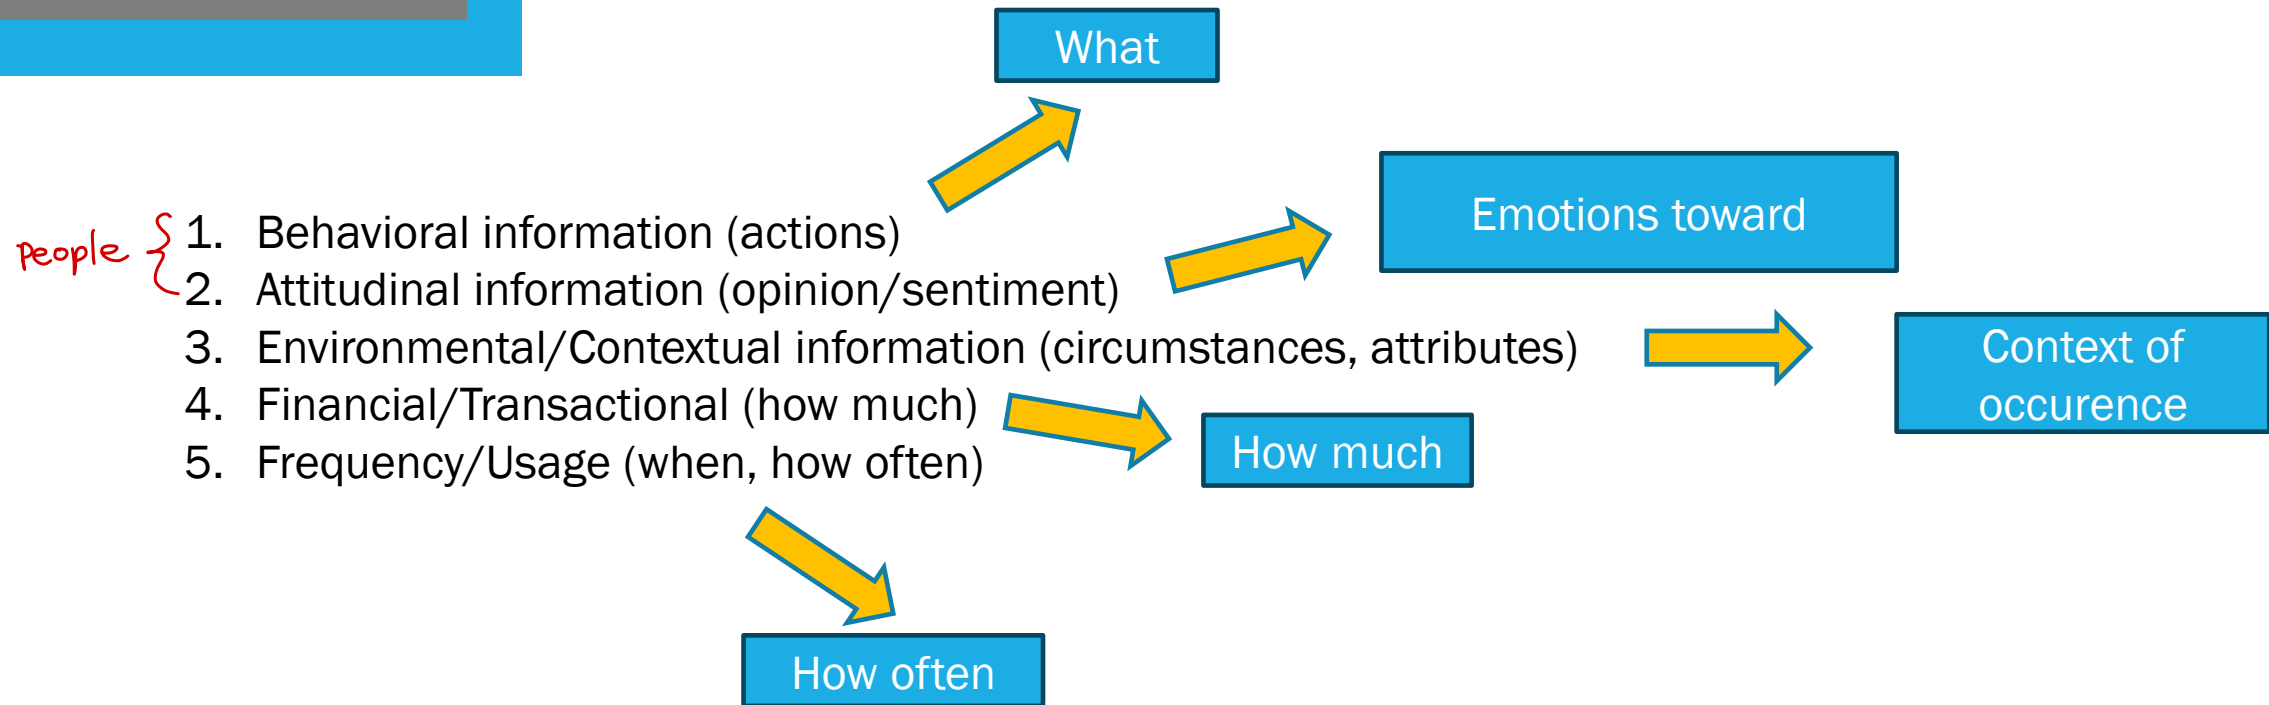 What
Emotions toward
people
1. Behavioral information (actions)
2. Attitudinal information (opinion/sentiment)
3. Environmental/Contextual information (circumstances, attributes)
4. Financial/Transactional (how much)
5. Frequency/Usage (when, how often)
Context of
occurence
How much
How often